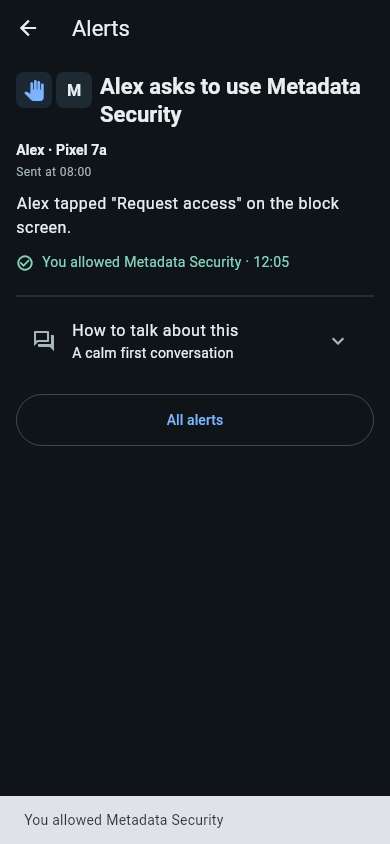 Alerts
M
Alex asks to use Metadata
Security
Alex · Pixel 7a
Sent at 08:00
Alex tapped "Request access" on the block
screen.
You allowed Metadata Security · 12:05
How to talk about this
A calm first conversation
All alerts
You allowed Metadata Security